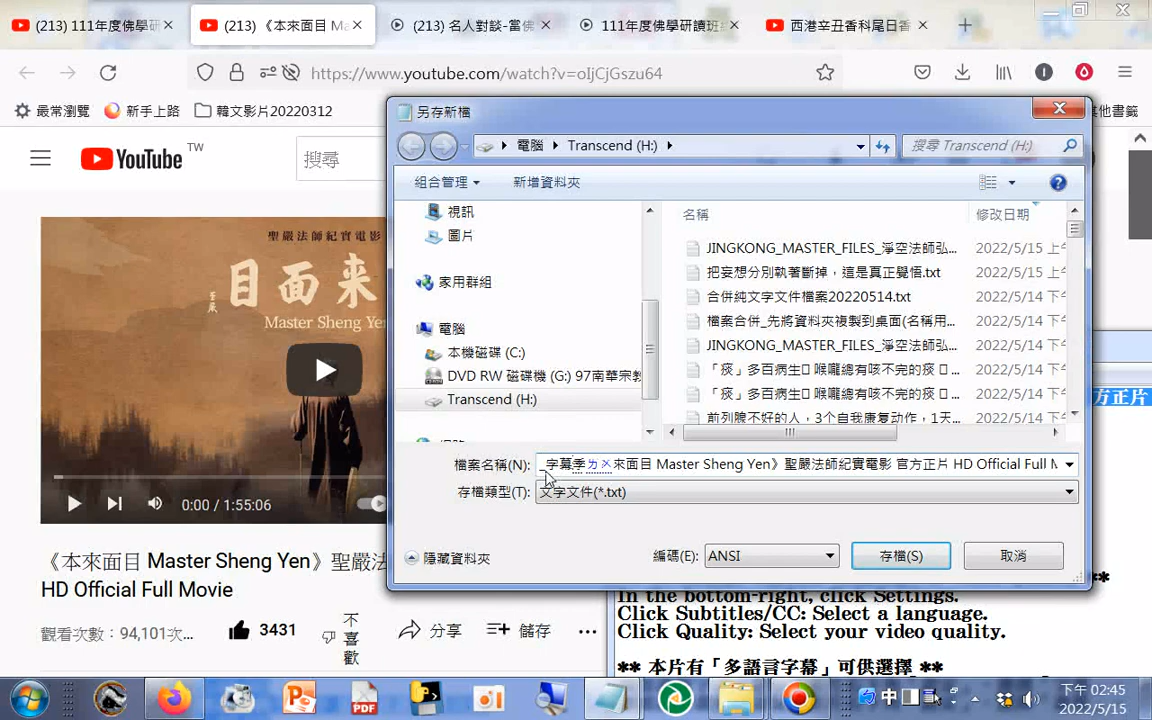 (213) 111年度佛學研
(213) 《本來面目 Ma
(213) 名人對談-當佛
111年度佛學研讀班
西港辛丑香科尾日香
https://www.youtube.com/watch?v=oIjCjGszu64
最常瀏覽
新手上路
韓文影片20220312
其他書籤
YouTube TW
搜尋
聖嚴法師紀實電影
本来面目
Master Sheng Yen
0:00 / 1:55:06
《本來面目 Master Sheng Yen》聖嚴法
HD Official Full Movie
觀看次數：94,101次...
3431
不喜歡
分享
儲存
另存新檔
電腦
Transcend (H:)
搜尋 Transcend (H:)
組合管理
新增資料夾
視訊
圖片
家用群組
電腦
本機磁碟 (C:)
DVD RW 磁碟機 (G:) 97南華宗教
Transcend (H:)
名稱
修改日期
JINGKONG_MASTER_FILES_淨空法師弘... 2022/5/15 上午
把妄想分別執著斷掉，這是真正覺悟.txt 2022/5/15 上午
合併純文字文件檔案20220514.txt 2022/5/14 下午
檔案合併_先將資料夾複製到桌面(名稱用... 2022/5/14 下午
JINGKONG_MASTER_FILES_淨空法師弘... 2022/5/14 下午
「痰」多百病生 喉嚨總有咳不完的痰 ... 2022/5/14 下午
「痰」多百病生 喉嚨總有咳不完的痰 ... 2022/5/14 下午
前列腺不好的人，3个自我康复动作，1天... 2022/5/14 下午
檔案名稱(N): _字幕季ㄉㄨ來面目 Master Sheng Yen》聖嚴法師紀實電影 官方正片 HD Official Full M
存檔類型(T): 文字文件(*.txt)
隱藏資料夾
編碼(E): ANSI
存檔(S)
取消
方正片
**
In the bottom-right, click Settings.
Click Subtitles/CC: Select a language.
Click Quality: Select your video quality.
** 本片有「多語言字幕」可供選擇 **
中
下午 02:45
2022/5/15